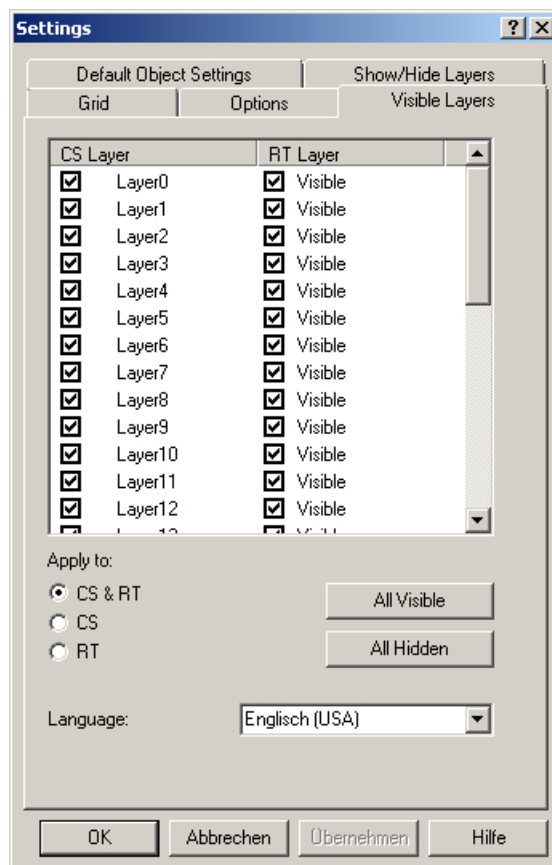 Settings
Default Object Settings Show/Hide Layers
Grid Options Visible Layers
CS Layer RT Layer
Layer0 Visible
Layer1 Visible
Layer2 Visible
Layer3 Visible
Layer4 Visible
Layer5 Visible
Layer6 Visible
Layer7 Visible
Layer8 Visible
Layer9 Visible
Layer10 Visible
Layer11 Visible
Layer12 Visible
Apply to:
CS & RT
All Visible
CS
RT
All Hidden
Language: Englisch (USA)
OK Abbrechen Übernehmen Hilfe